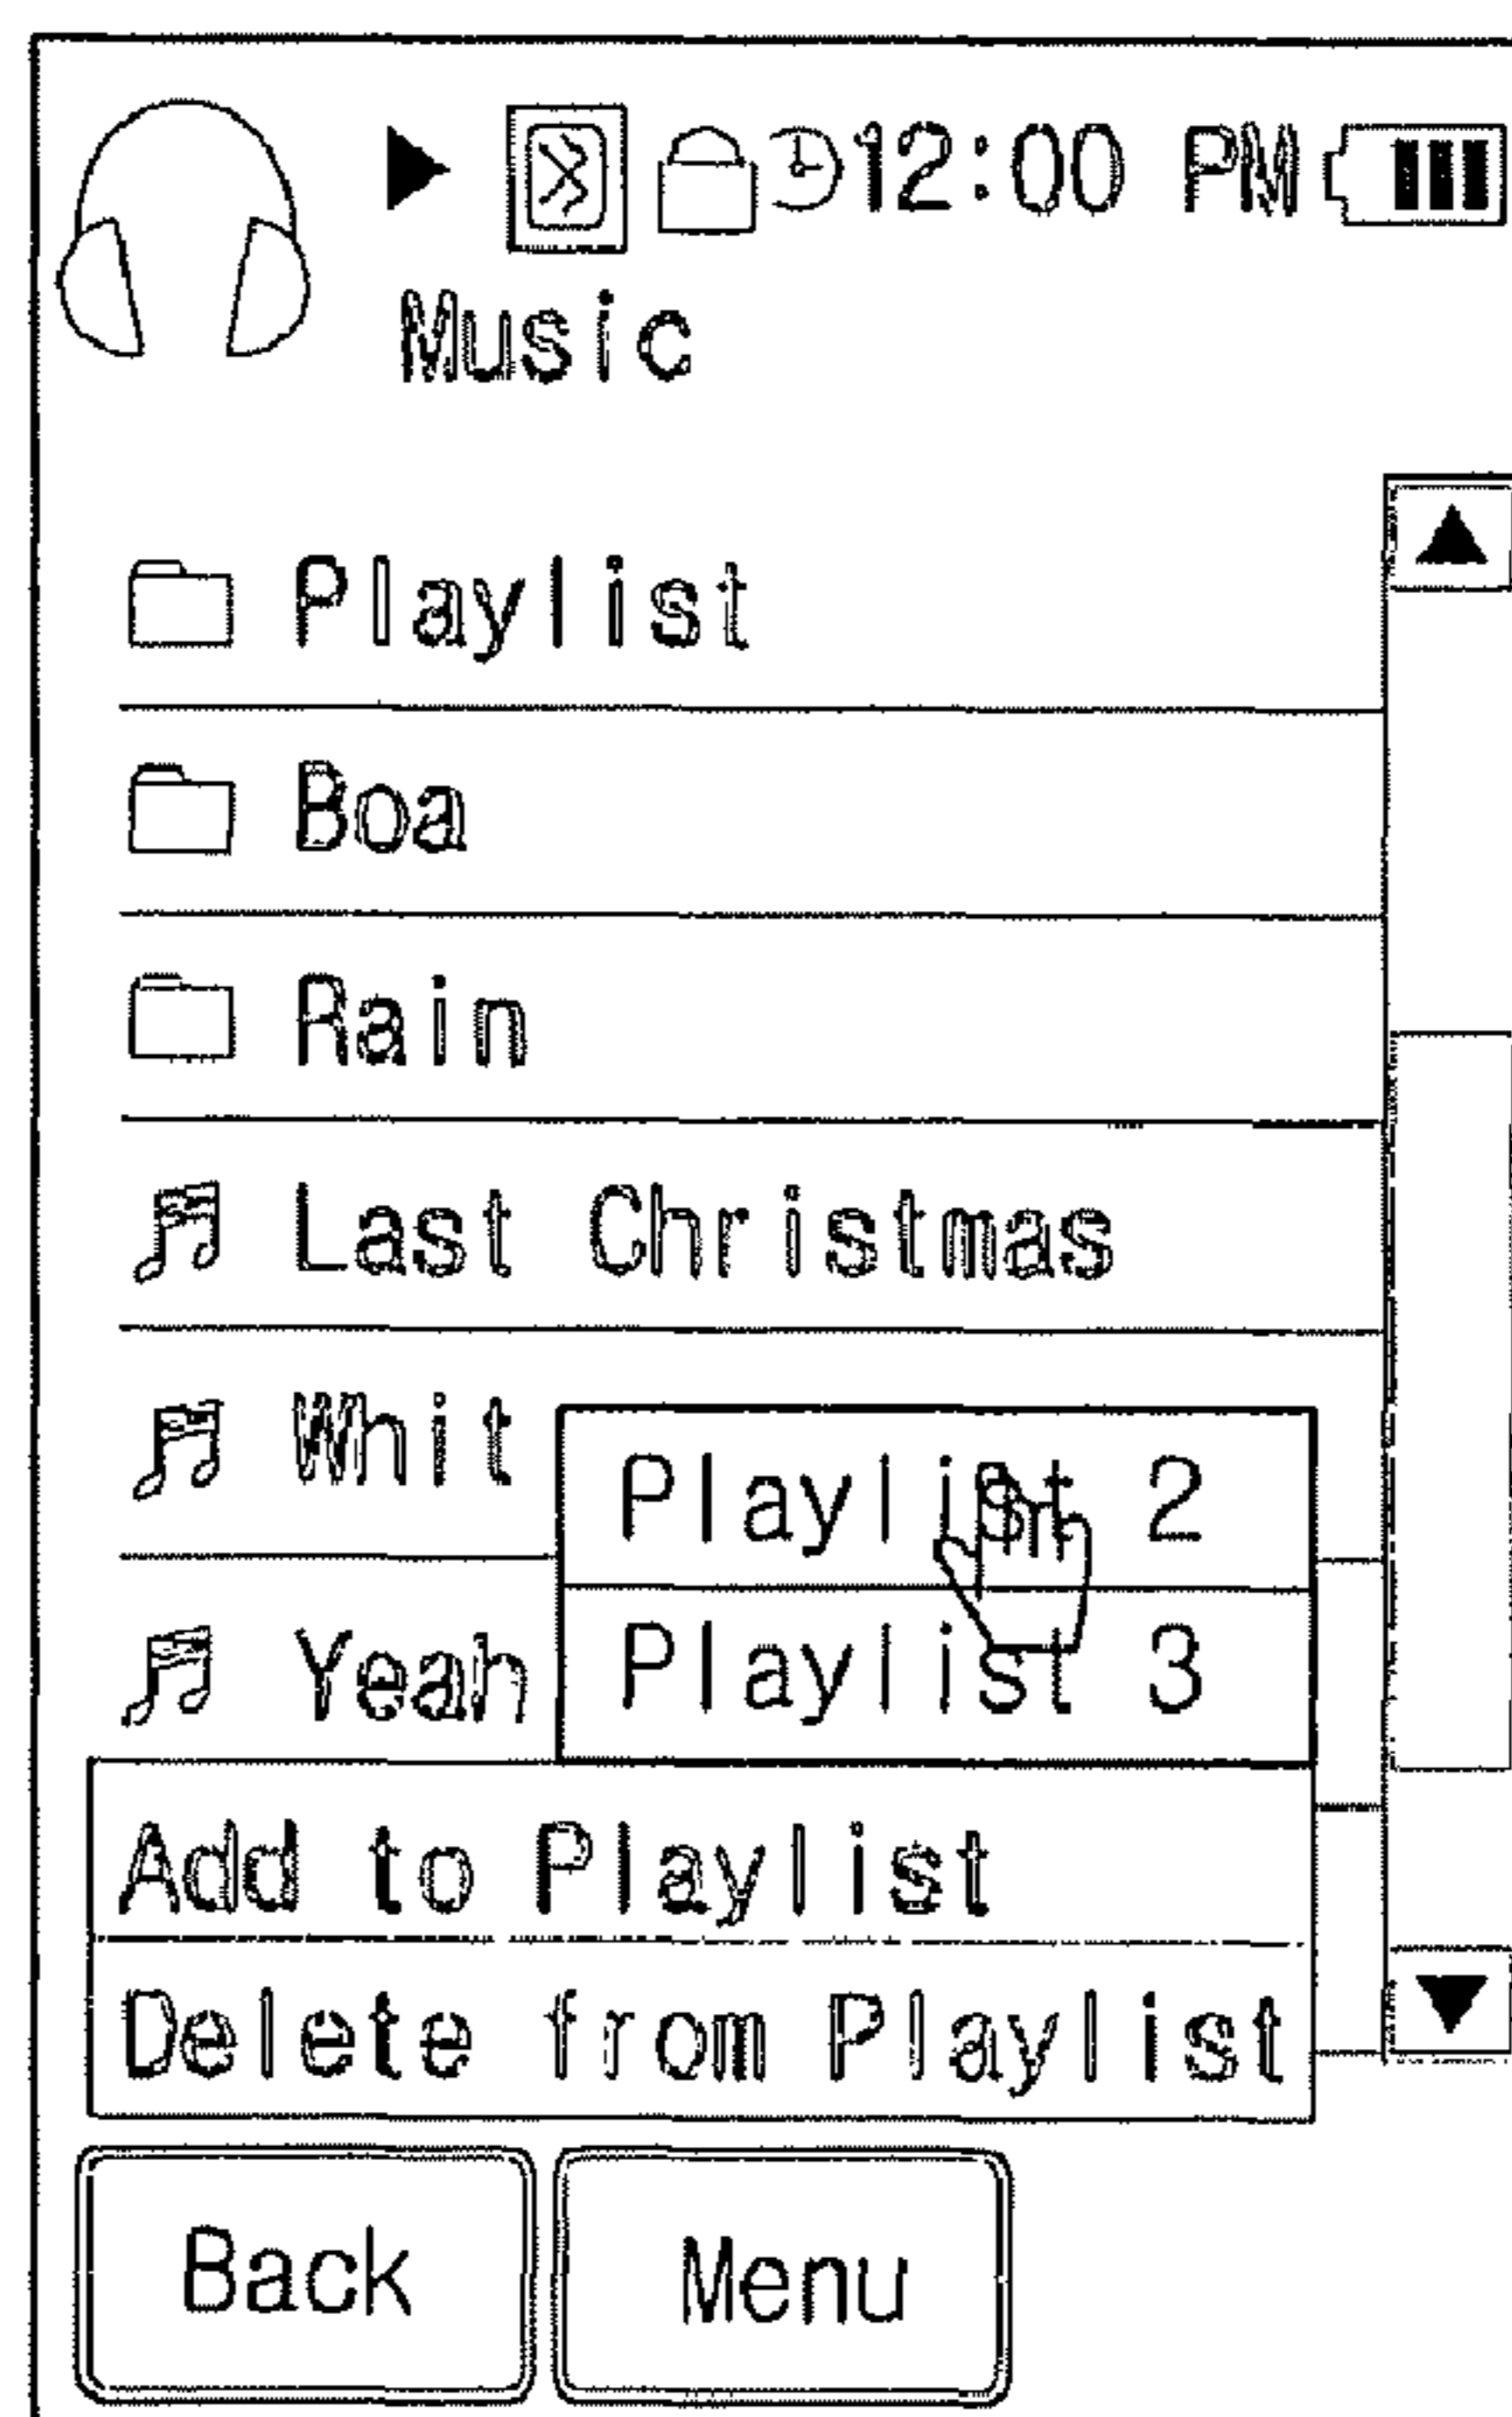 12:00 PM
Music
Playlist
Boa
Rain
Last Christmas
Whit
Playlist 2
Yeah
Playlist 3
Add to Playlist
Delete from Playlist
Back
Menu